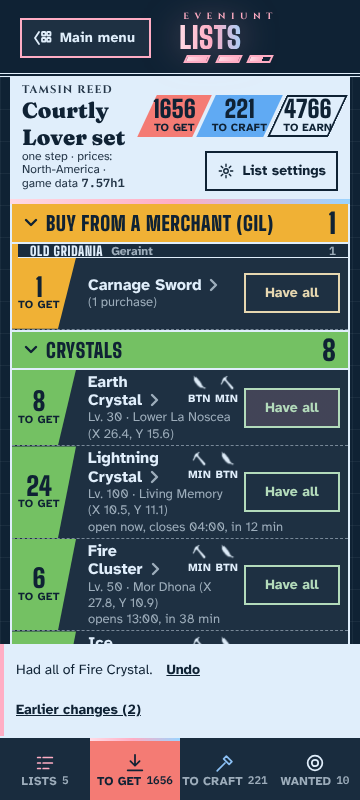 Main menu
EVENIUNT
LISTS
TAMSIN REED
Courtly
Lover set
one step · prices:
North-America ·
game data 7.57h1
1656
TO GET
221
TO CRAFT
4766
TO EARN
List settings
BUY FROM A MERCHANT (GIL) 1
OLD GRIDANIA Geraint 1
1
TO GET
Carnage Sword
(1 purchase)
Have all
CRYSTALS 8
8
TO GET
Earth
Crystal
BTN MIN
Lv. 30 · Lower La Noscea
(X 26.4, Y 15.6)
Have all
24
TO GET
Lightning
Crystal
MIN BTN
Lv. 100 · Living Memory
(X 10.5, Y 11.1)
open now, closes 04:00, in 12 min
Have all
6
TO GET
Fire
Cluster
MIN BTN
Lv. 50 · Mor Dhona (X
27.8, Y 10.9)
opens 13:00, in 38 min
Have all
Ice
Had all of Fire Crystal. Undo
Earlier changes (2)
LISTS 5
TO GET 1656
TO CRAFT 221
WANTED 10